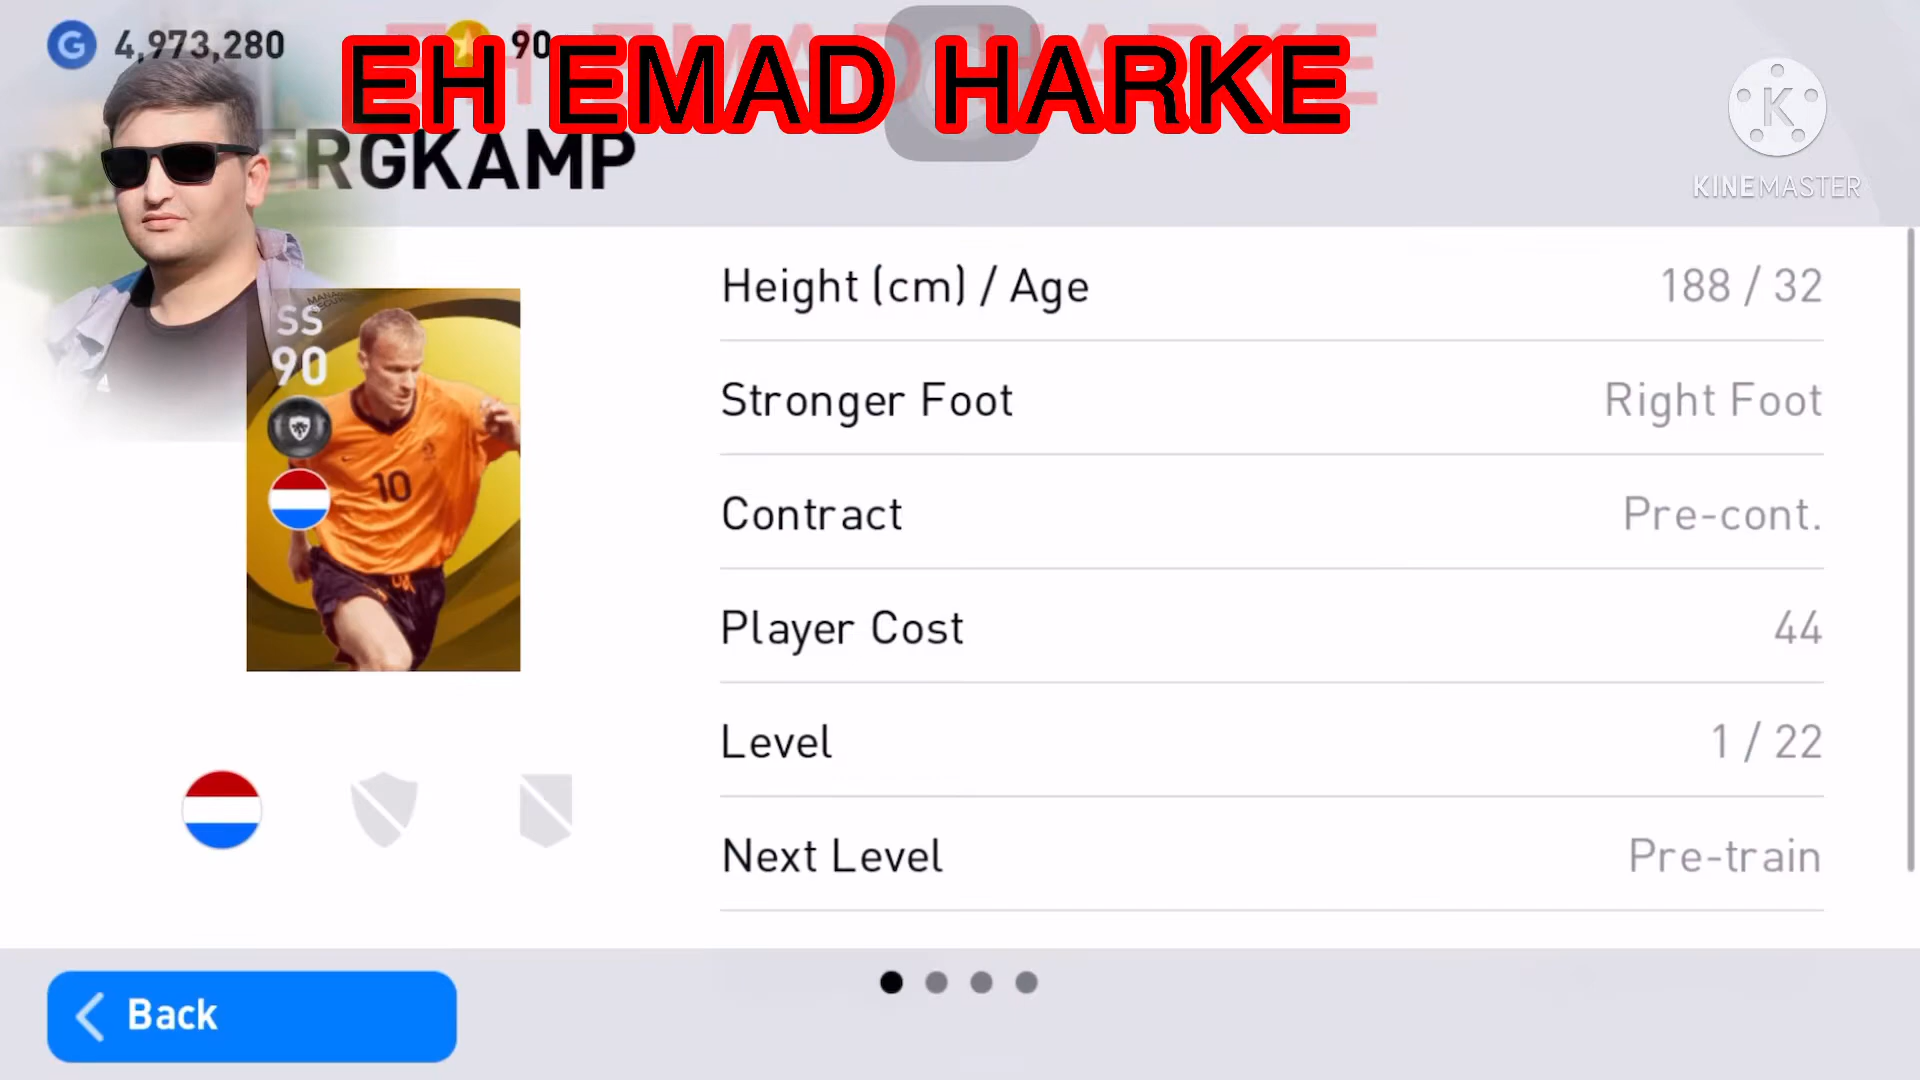 G 4,973,280 90
EH EMAD HARKE
ERGKAMP
KINEMASTER
Height (cm) / Age 188 / 32
SS
90
10
Stronger Foot Right Foot
Contract Pre-cont.
Player Cost 44
Level 1 / 22
Next Level Pre-train
Back